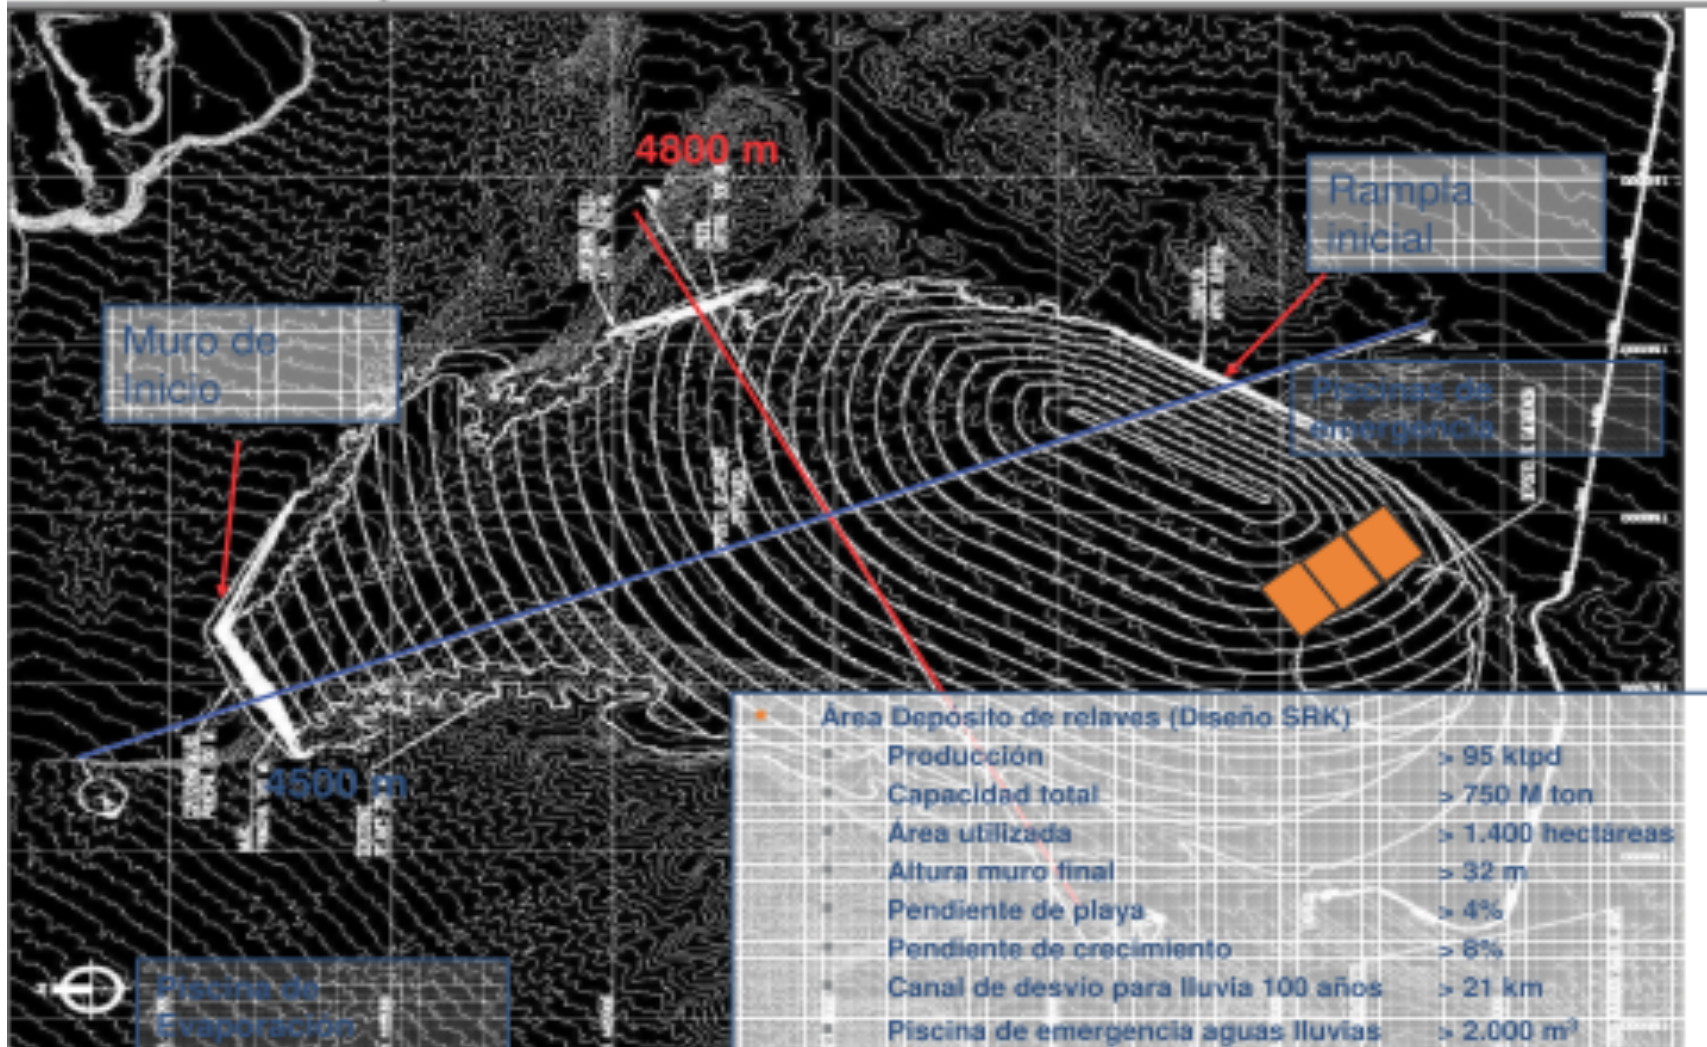 4800 m
Rampla
inicial
Muro de
Inicio
Piscinas de
emergencia
4500 m
Área Depósito de relaves (Diseño SRK)
Producción > 95 ktpd
Capacidad total > 750 M ton
Área utilizada > 1.400 hectáreas
Altura muro final > 32 m
Pendiente de playa > 4%
Pendiente de crecimiento > 8%
Canal de desvio para lluvia 100 años > 21 km
Piscina de emergencia aguas lluvias > 2.000 m³
Piscina de
Evaporación